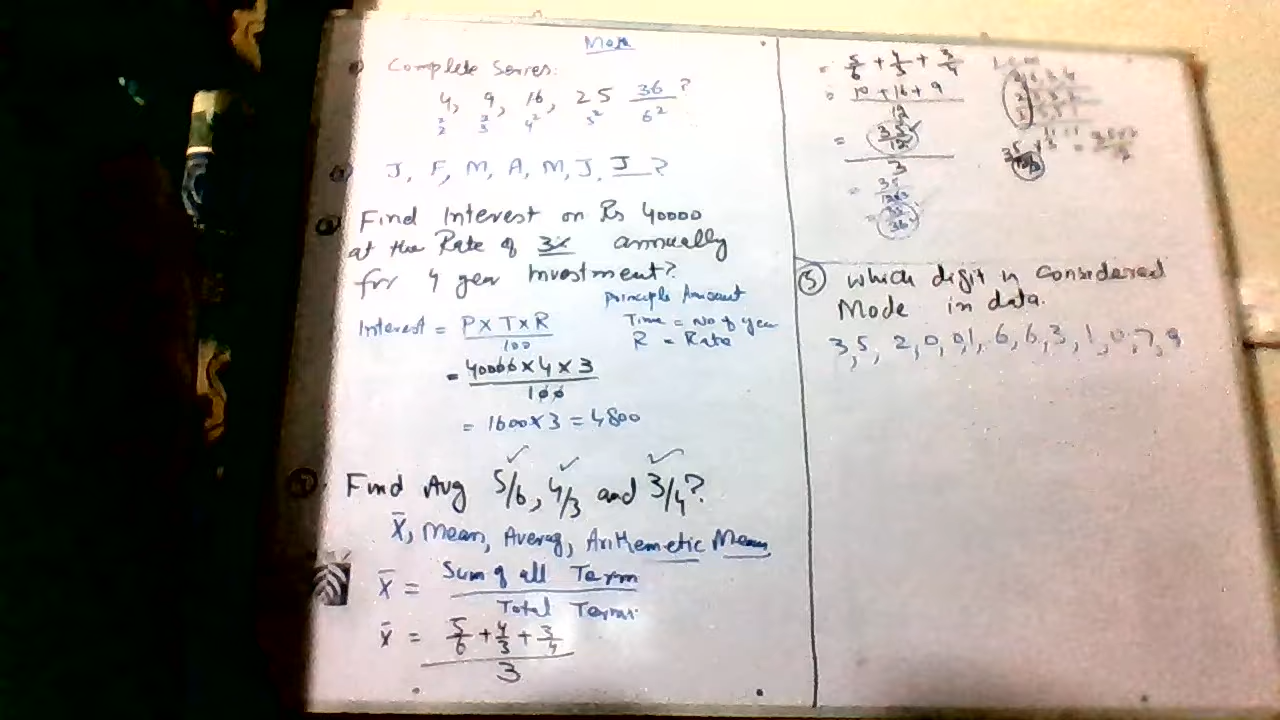 Math
Complete Series:
4, 9, 16, 25 36 ?
2² 3² 4² 5² 6²
J, F, M, A, M, J, J ?
Find Interest on Rs 40000
at the Rate of 3% annually
for 4 year Investment?
Principle Amount
Interest = P X T X R / 100
Time = No of year
R = Rate
= 40000 X 4 X 3 / 100
= 1600 X 3 = 4800
Find Avg 5/6, 4/3 and 3/4?
X̄, Mean, Average, Arithemetic Mean
X̄ = Sum of all Term / Total Terms
X̄ = 5/6 + 4/3 + 3/4 / 3
= 5/6 + 4/3 + 3/4
= 10 + 16 + 9 / 12
= 35/12 / 3
= 35
= 35/36
⑤ which digit is considered
Mode in data.
3, 5, 2, 0, 0, 1, 6, 6, 3, 1, 0, 7, 9